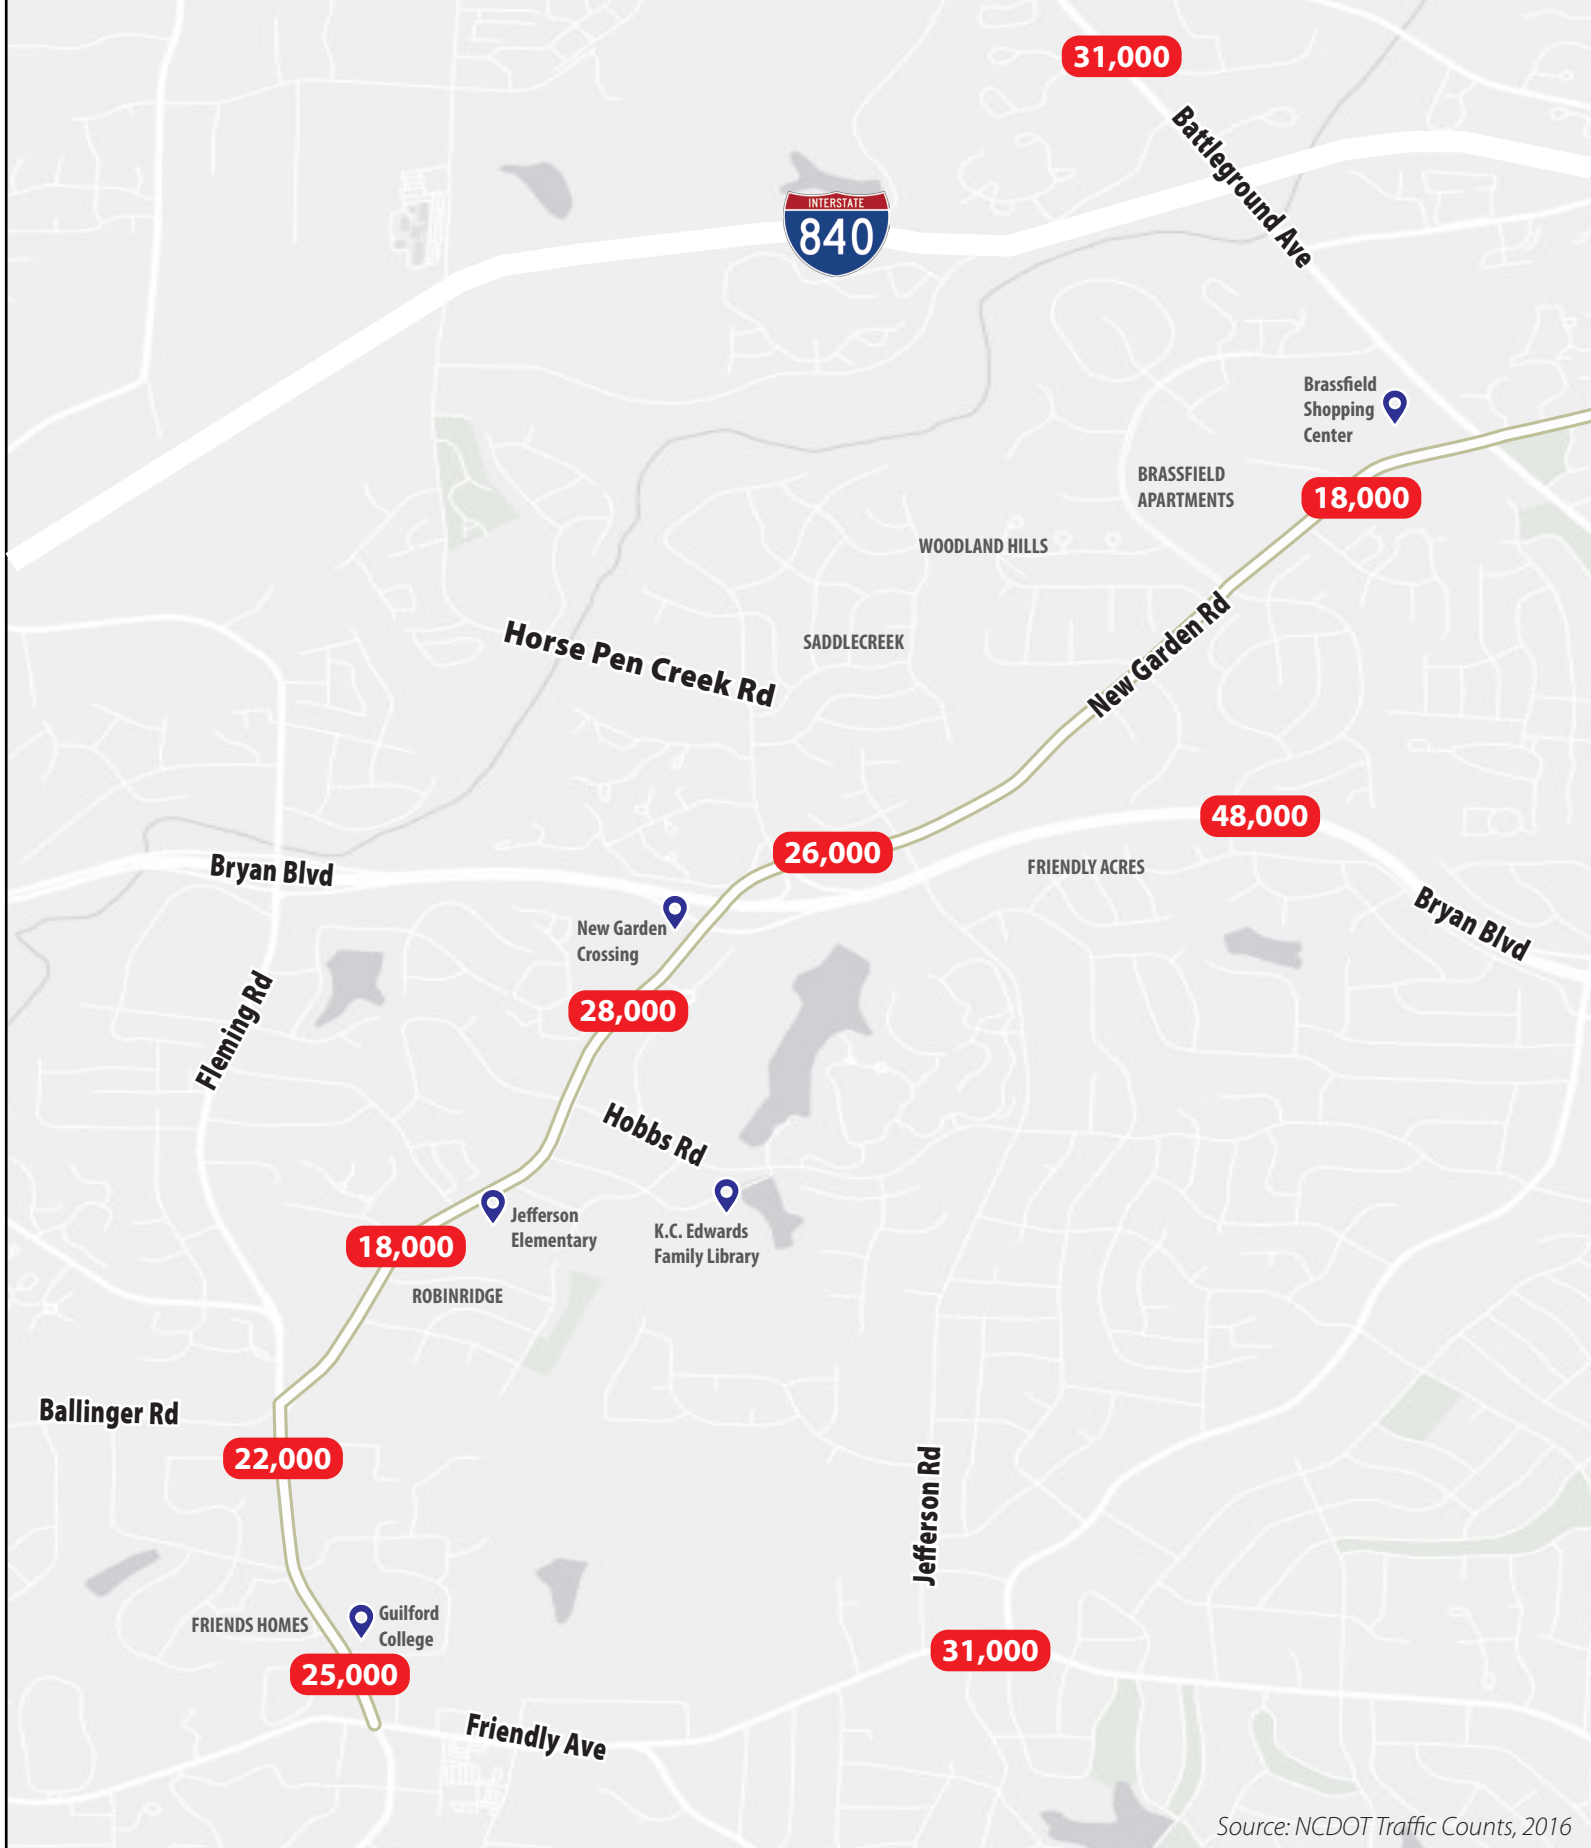 31,000
Battleground Ave
INTERSTATE
840
Brassfield
Shopping
Center
BRASSFIELD
APARTMENTS
18,000
WOODLAND HILLS
New Garden Rd
Horse Pen Creek Rd
SADDLECREEK
48,000
26,000
Bryan Blvd
FRIENDLY ACRES
Bryan Blvd
New Garden
Crossing
Fleming Rd
28,000
Hobbs Rd
Jefferson
Elementary
K.C. Edwards
Family Library
18,000
ROBINRIDGE
Ballinger Rd
22,000
Jefferson Rd
FRIENDS HOMES
Guilford
College
31,000
25,000
Friendly Ave
Source: NCDOT Traffic Counts, 2016